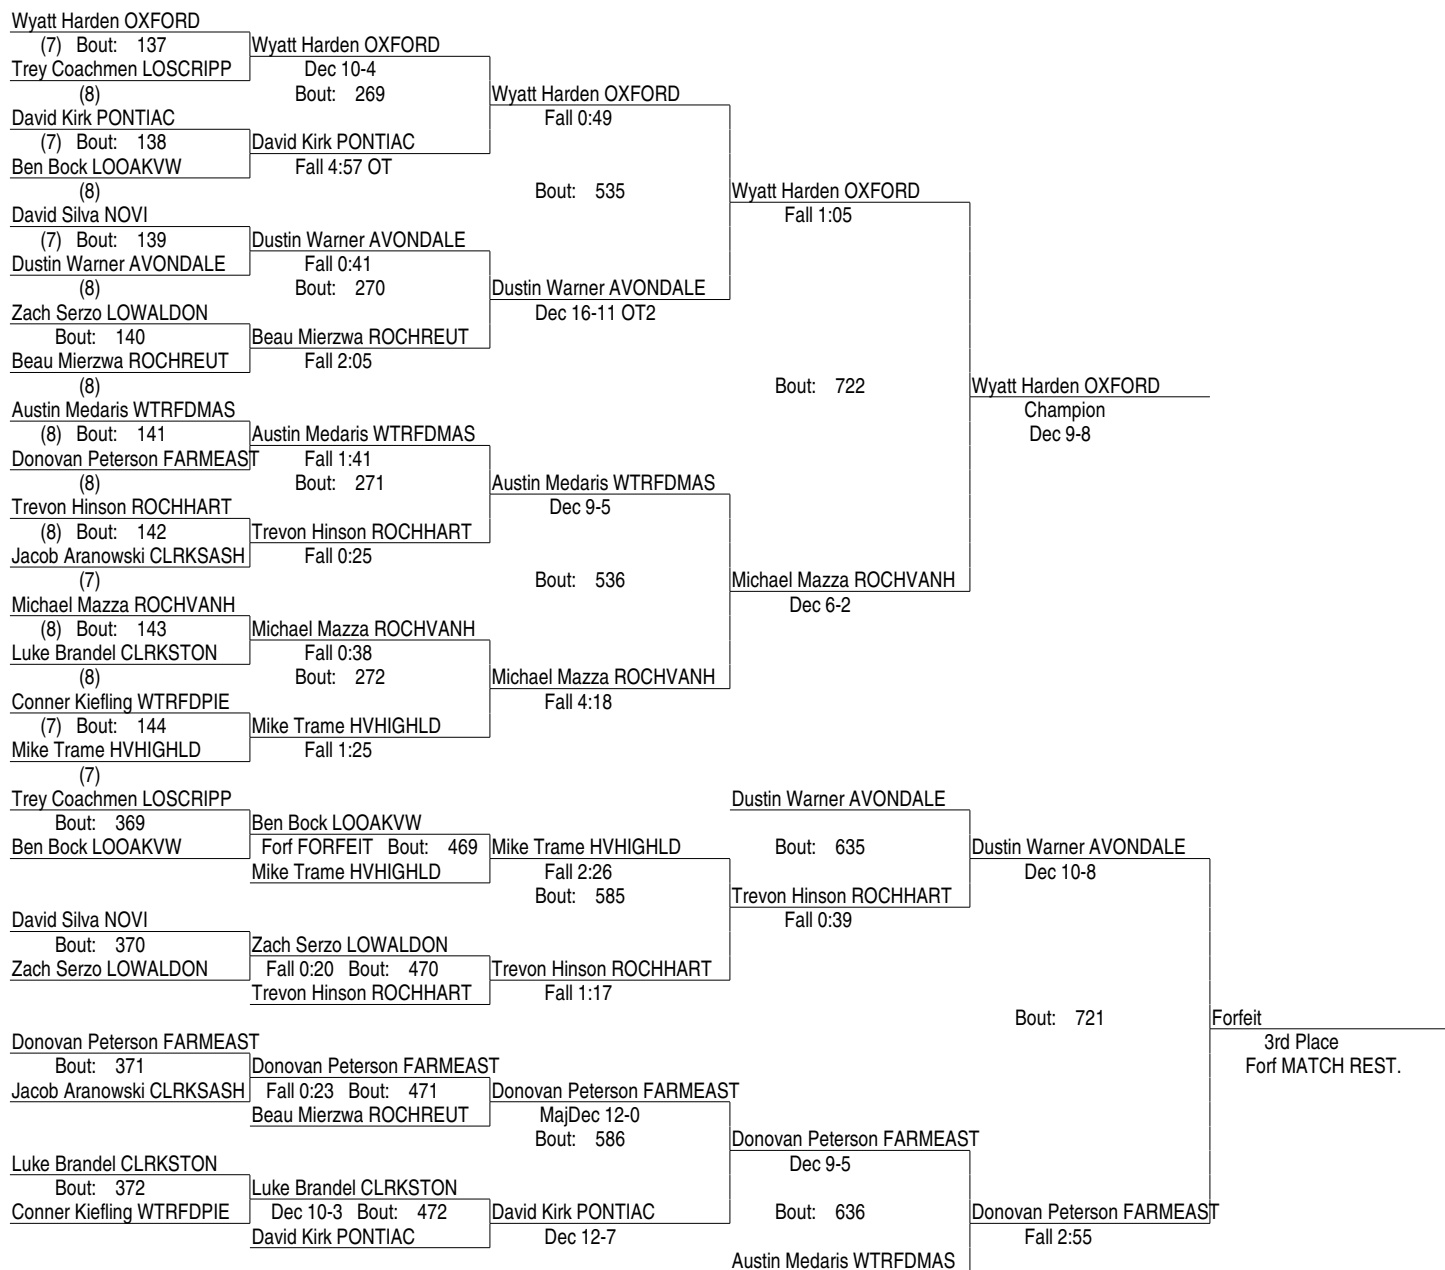 Wyatt Harden OXFORD
(7) Bout: 137 Wyatt Harden OXFORD
Trey Coachmen LOSCRIPP Dec 10-4
(8) Bout: 269 Wyatt Harden OXFORD
David Kirk PONTIAC Fall 0:49
(7) Bout: 138 David Kirk PONTIAC
Ben Bock LOOAKVW Fall 4:57 OT
(8) Bout: 535 Wyatt Harden OXFORD
David Silva NOVI Fall 1:05
(7) Bout: 139 Dustin Warner AVONDALE
Dustin Warner AVONDALE Fall 0:41
(8) Bout: 270 Dustin Warner AVONDALE
Zach Serzo LOWALDON Dec 16-11 OT2
Bout: 140 Beau Mierzwa ROCHREUT
Beau Mierzwa ROCHREUT Fall 2:05
(8) Bout: 722 Wyatt Harden OXFORD
Austin Medaris WTRFDMAS Champion
(8) Bout: 141 Austin Medaris WTRFDMAS Dec 9-8
Donovan Peterson FARMEAST Fall 1:41
(8) Bout: 271 Austin Medaris WTRFDMAS
Trevon Hinson ROCHHART Dec 9-5
(8) Bout: 142 Trevon Hinson ROCHHART
Jacob Aranowski CLRKSASH Fall 0:25
(7) Bout: 536 Michael Mazza ROCHVANH
Michael Mazza ROCHVANH Dec 6-2
(8) Bout: 143 Michael Mazza ROCHVANH
Luke Brandel CLRKSTON Fall 0:38
(8) Bout: 272 Michael Mazza ROCHVANH
Conner Kiefling WTRFDPIE Fall 4:18
(7) Bout: 144 Mike Trame HVHIGHLD
Mike Trame HVHIGHLD Fall 1:25
(7)
Trey Coachmen LOSCRIPP Dustin Warner AVONDALE
Bout: 369 Ben Bock LOOAKVW
Ben Bock LOOAKVW Forf FORFEIT Bout: 469 Mike Trame HVHIGHLD Bout: 635 Dustin Warner AVONDALE
Mike Trame HVHIGHLD Fall 2:26 Dec 10-8
Bout: 585 Trevon Hinson ROCHHART
David Silva NOVI Fall 0:39
Bout: 370 Zach Serzo LOWALDON
Zach Serzo LOWALDON Fall 0:20 Bout: 470 Trevon Hinson ROCHHART
Trevon Hinson ROCHHART Fall 1:17
Bout: 721 Forfeit
Donovan Peterson FARMEAST 3rd Place
Bout: 371 Donovan Peterson FARMEAST Forf MATCH REST.
Jacob Aranowski CLRKSASH Fall 0:23 Bout: 471 Donovan Peterson FARMEAST
Beau Mierzwa ROCHREUT MajDec 12-0
Bout: 586 Donovan Peterson FARMEAST
Luke Brandel CLRKSTON Dec 9-5
Bout: 372 Luke Brandel CLRKSTON
Conner Kiefling WTRFDPIE Dec 10-3 Bout: 472 David Kirk PONTIAC Bout: 636 Donovan Peterson FARMEAST
David Kirk PONTIAC Dec 12-7 Fall 2:55
Austin Medaris WTRFDMAS